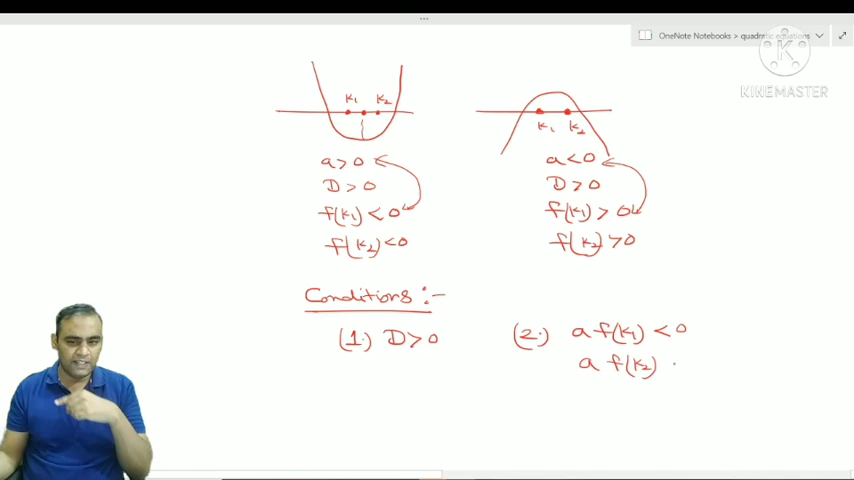 OneNote Notebooks > quadratic equations
K
KINEMASTER
k₁ k₂
k₁ k₂
a>0
D>0
f(k₁)<0
f(k₂)<0
a<0
D>0
f(k₁)>0
f(k₂)>0
Conditions :-
(1.) D>0
(2.) a f(k₁) <0
a f(k₂)